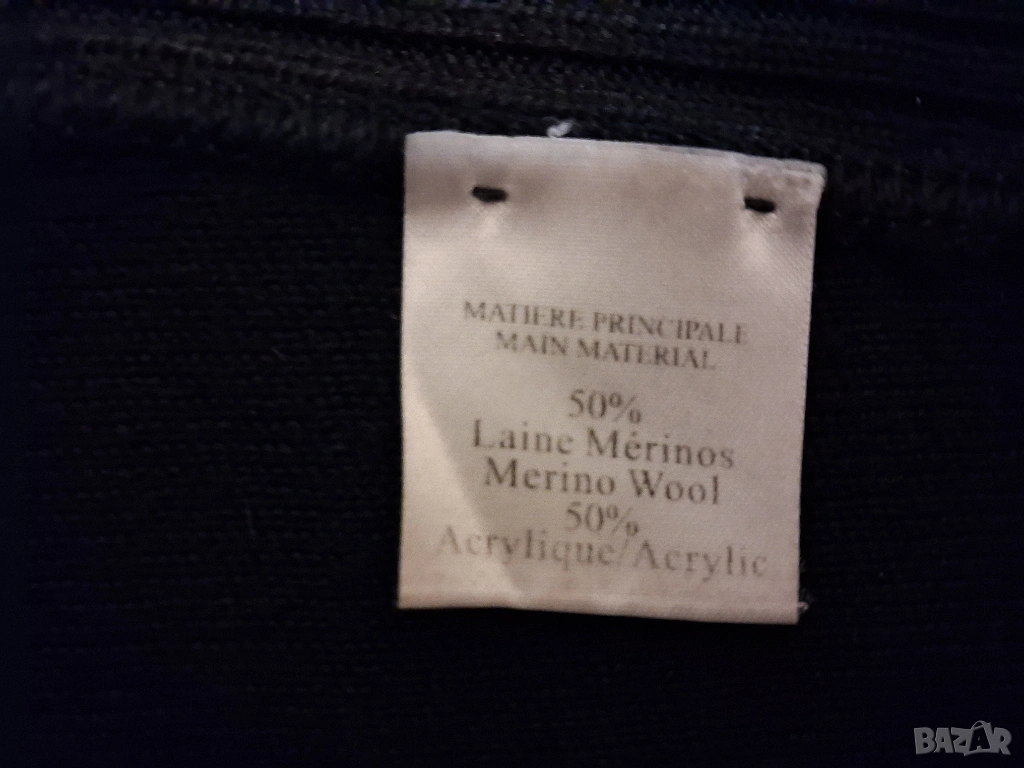 MATIERE PRINCIPALE
MAIN MATERIAL
50%
Laine Mérinos
Merino Wool
50%
Acrylique/Acrylic
BAZAR